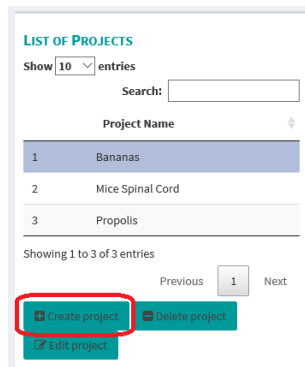 LIST OF PROJECTS
Show 10 entries
Search:
Project Name
1 Bananas
2 Mice Spinal Cord
3 Propolis
Showing 1 to 3 of 3 entries
Previous 1 Next
Create project Delete project
Edit project